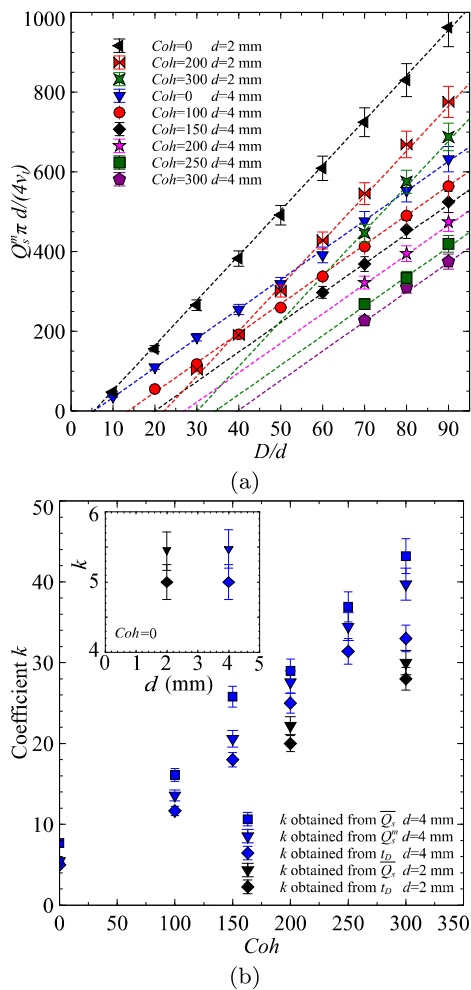 1000
800
600
400
200
0
Q_s^m π d/(4ν_l)
Coh=0 d=2 mm
Coh=200 d=2 mm
Coh=300 d=2 mm
Coh=0 d=4 mm
Coh=100 d=4 mm
Coh=150 d=4 mm
Coh=200 d=4 mm
Coh=250 d=4 mm
Coh=300 d=4 mm
0 10 20 30 40 50 60 70 80 90
D/d
(a)
50
40
30
20
10
0
Coefficient k
6
5
4
k
Coh=0
0 1 2 3 4 5
d (mm)
k obtained from Q̅_s̅ d=4 mm
k obtained from Q_s^m d=4 mm
k obtained from t_D d=4 mm
k obtained from Q̅_s̅ d=2 mm
k obtained from t_D d=2 mm
0 50 100 150 200 250 300 350
Coh
(b)